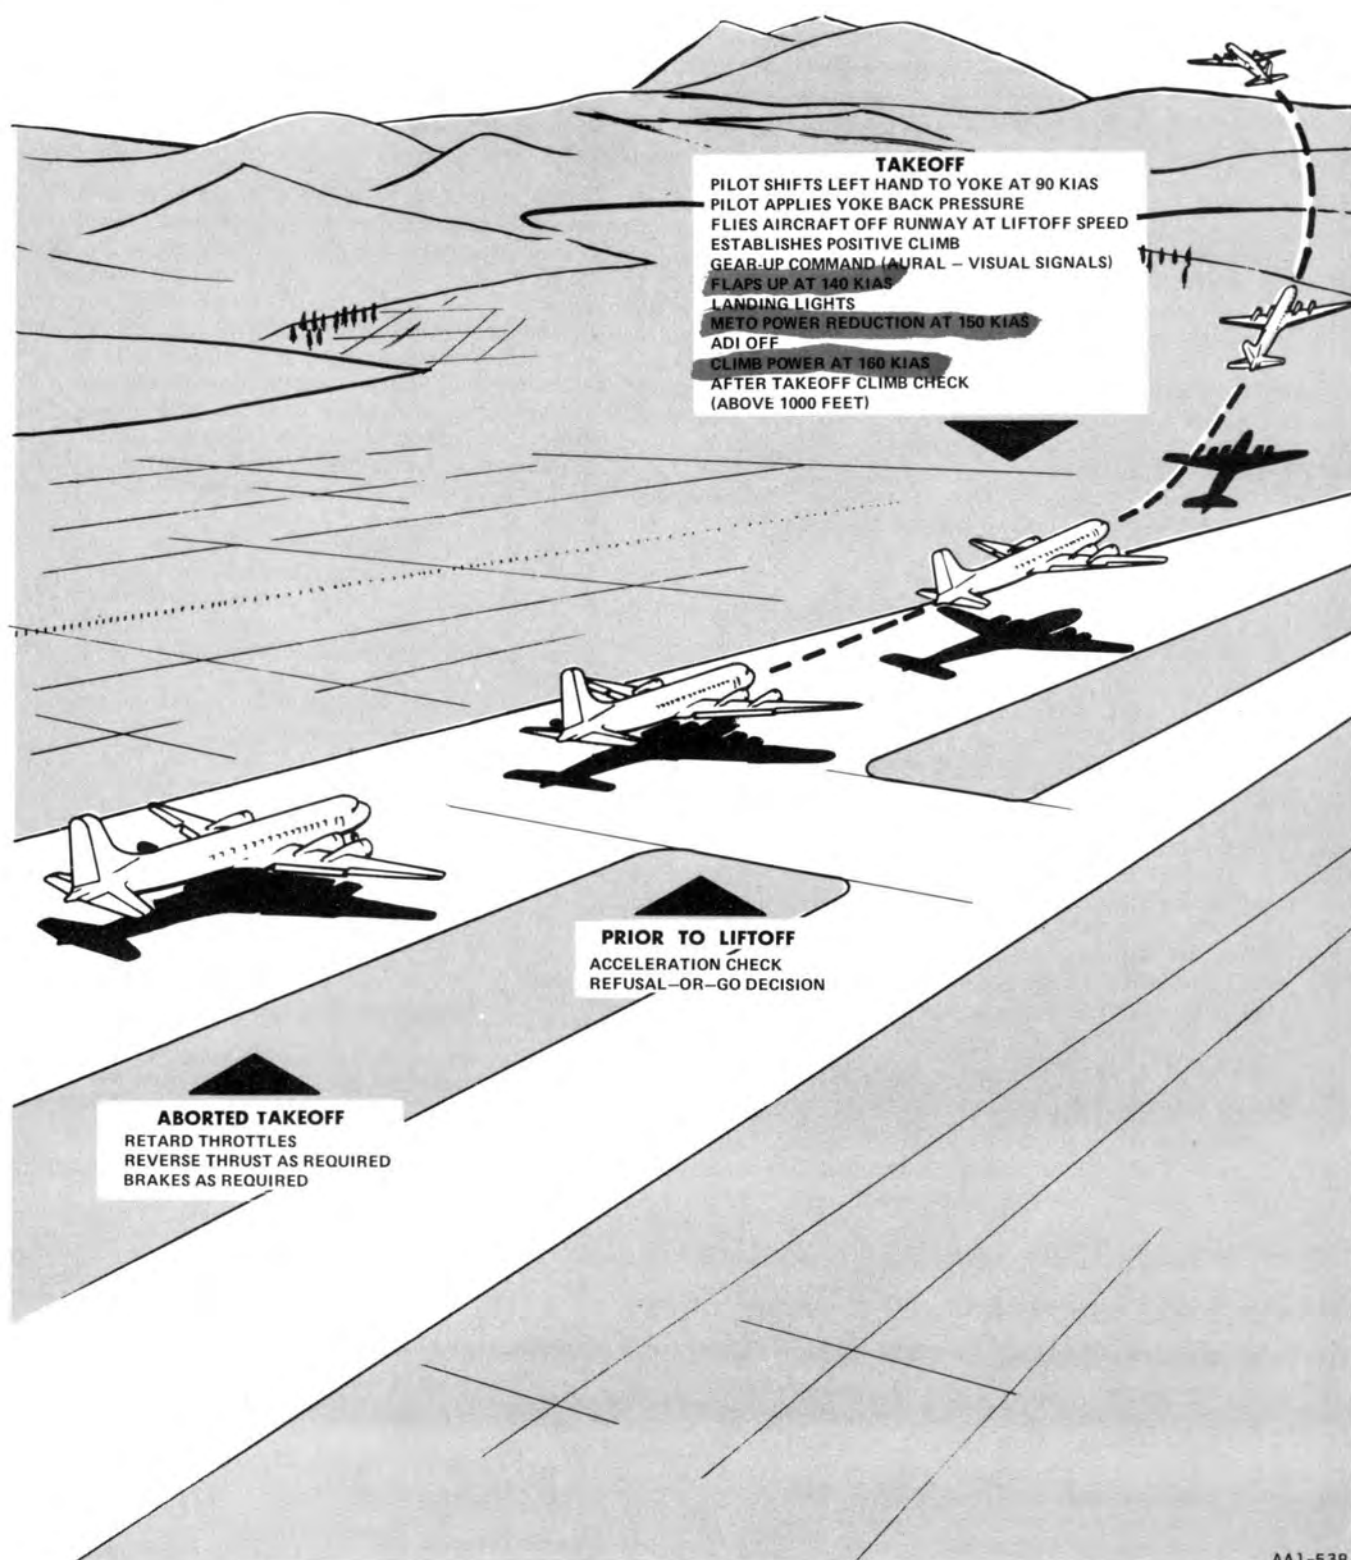 TAKEOFF
PILOT SHIFTS LEFT HAND TO YOKE AT 90 KIAS
PILOT APPLIES YOKE BACK PRESSURE
FLIES AIRCRAFT OFF RUNWAY AT LIFTOFF SPEED
ESTABLISHES POSITIVE CLIMB
GEAR-UP COMMAND (AURAL – VISUAL SIGNALS)
FLAPS UP AT 140 KIAS
LANDING LIGHTS
METO POWER REDUCTION AT 150 KIAS
ADI OFF
CLIMB POWER AT 160 KIAS
AFTER TAKEOFF CLIMB CHECK
(ABOVE 1000 FEET)
PRIOR TO LIFTOFF
ACCELERATION CHECK
REFUSAL–OR–GO DECISION
ABORTED TAKEOFF
RETARD THROTTLES
REVERSE THRUST AS REQUIRED
BRAKES AS REQUIRED